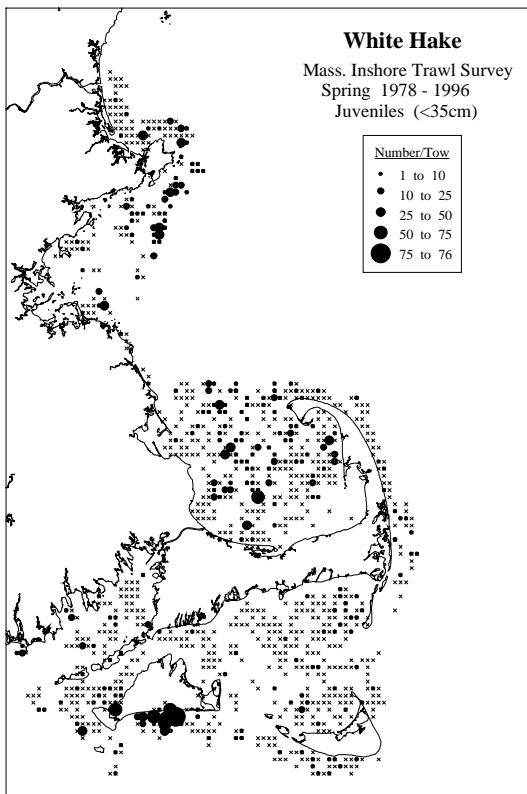 White Hake
Mass. Inshore Trawl Survey
Spring 1978 - 1996
Juveniles (<35cm)
Number/Tow
1 to 10
10 to 25
25 to 50
50 to 75
75 to 76